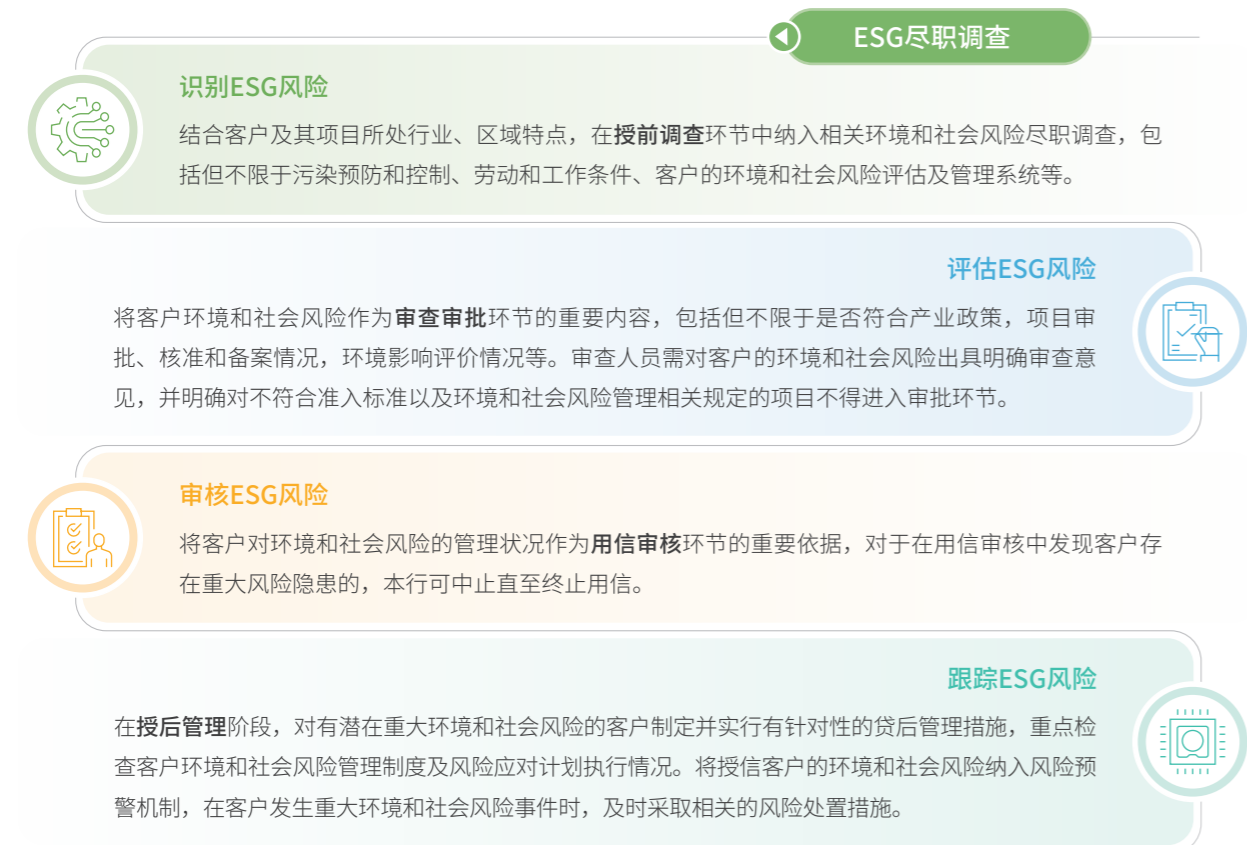 ESG尽职调查
识别ESG风险
结合客户及其项目所处行业、区域特点，在授前调查环节中纳入相关环境和社会风险尽职调查，包
括但不限于污染预防和控制、劳动和工作条件、客户的环境和社会风险评估及管理系统等。
评估ESG风险
将客户环境和社会风险作为审查审批环节的重要内容，包括但不限于是否符合产业政策，项目审
批、核准和备案情况，环境影响评价情况等。审查人员需对客户的环境和社会风险出具明确审查意
见，并明确对不符合准入标准以及环境和社会风险管理相关规定的项目不得进入审批环节。
审核ESG风险
将客户对环境和社会风险的管理状况作为用信审核环节的重要依据，对于在用信审核中发现客户存
在重大风险隐患的，本行可中止直至终止用信。
跟踪ESG风险
在授后管理阶段，对有潜在重大环境和社会风险的客户制定并实行有针对性的贷后管理措施，重点检
查客户环境和社会风险管理制度及风险应对计划执行情况。将授信客户的环境和社会风险纳入风险预
警机制，在客户发生重大环境和社会风险事件时，及时采取相关的风险处置措施。